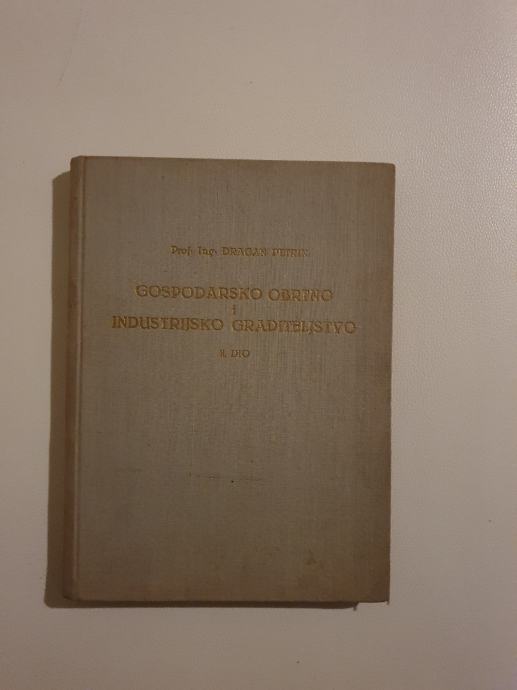 Prof. Ing. DRAGAN PETRIK
GOSPODARSKO OBRTNO
i
INDUSTRIJSKO GRADITELJSTVO
II. DIO